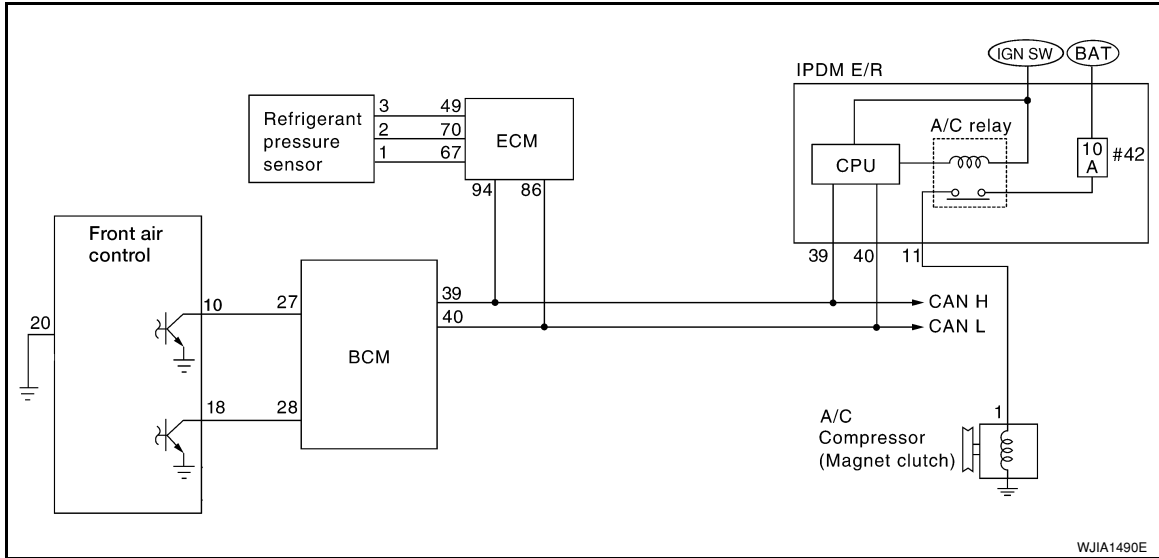 IGN SW
BAT
IPDM E/R
A/C relay
10
A
#42
CPU
39
40
11
Refrigerant
pressure
sensor
3
2
1
49
70
67
ECM
94
86
Front air
control
20
10
18
27
28
BCM
39
40
CAN H
CAN L
A/C
Compressor
(Magnet clutch)
1
WJIA1490E